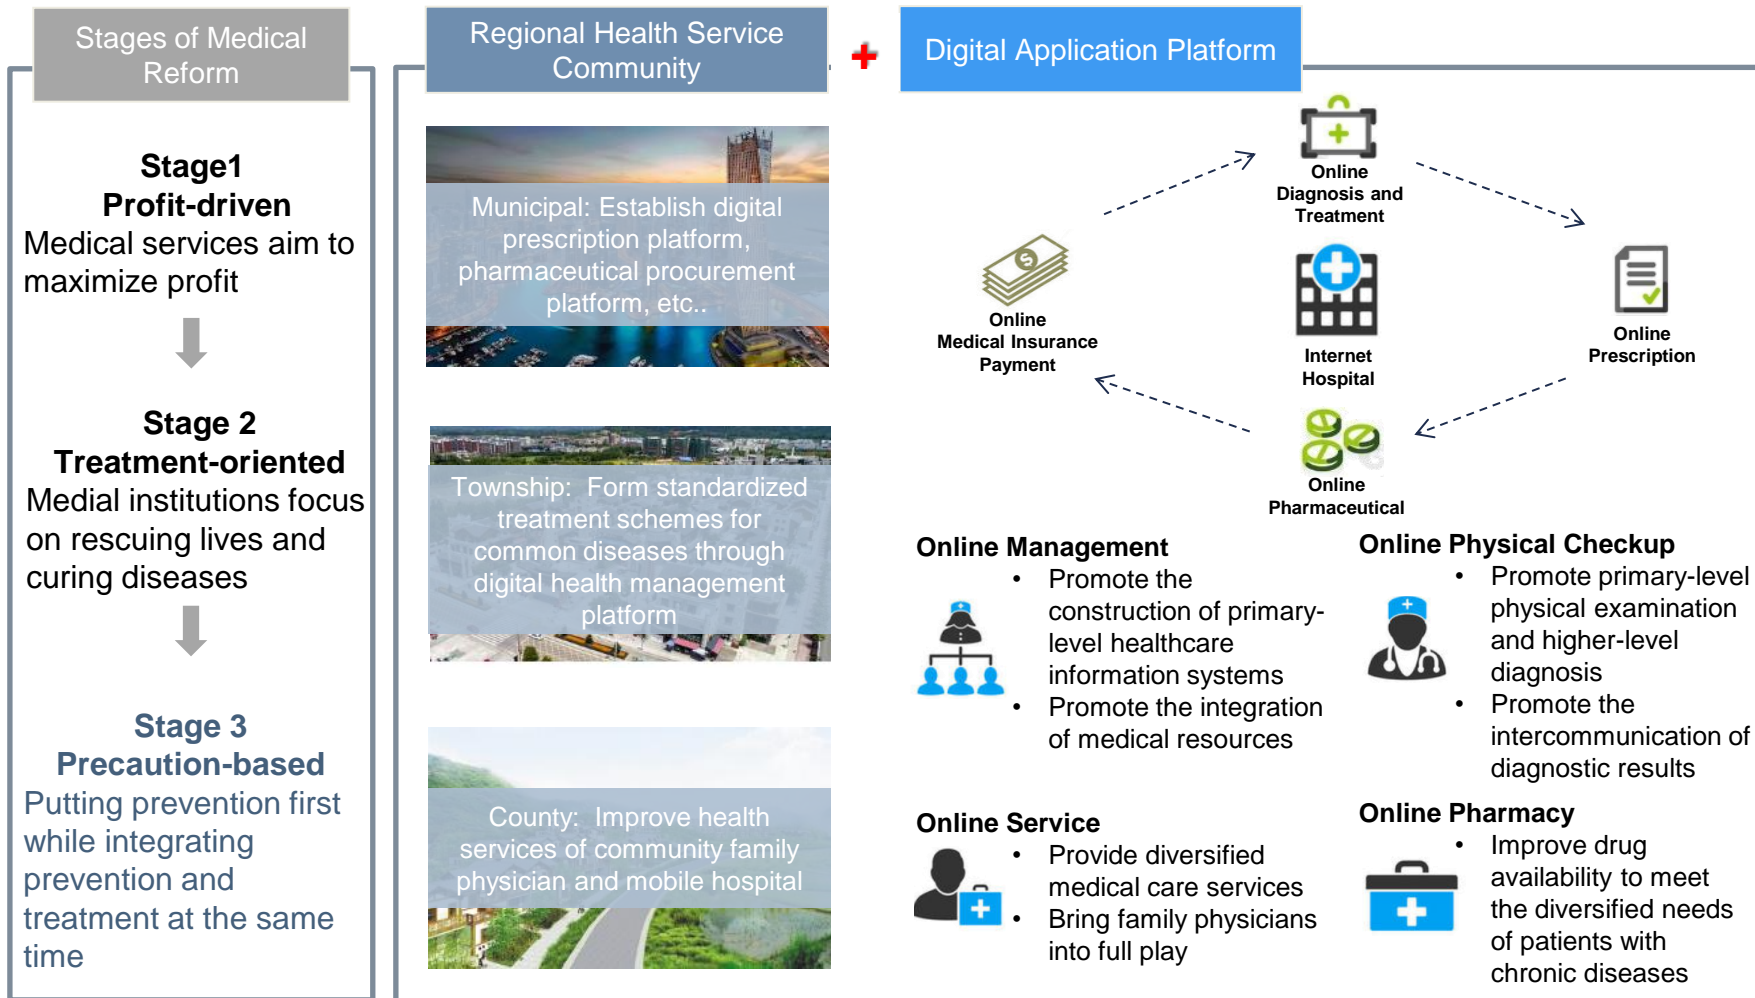 Stages of Medical
Reform
Stage1
Profit-driven
Medical services aim to
maximize profit
Stage 2
Treatment-oriented
Medial institutions focus
on rescuing lives and
curing diseases
Stage 3
Precaution-based
Putting prevention first
while integrating
prevention and
treatment at the same
time
Regional Health Service
Community
Municipal: Establish digital
prescription platform,
pharmaceutical procurement
platform, etc..
Township: Form standardized
treatment schemes for
common diseases through
digital health management
platform
County: Improve health
services of community family
physician and mobile hospital
+
Digital Application Platform
Online
Diagnosis and
Treatment
Online
Medical Insurance
Payment
Internet
Hospital
Online
Prescription
Online
Pharmaceutical
Online Management
• Promote the
construction of primary-
level healthcare
information systems
• Promote the integration
of medical resources
Online Physical Checkup
• Promote primary-level
physical examination
and higher-level
diagnosis
• Promote the
intercommunication of
diagnostic results
Online Service
• Provide diversified
medical care services
• Bring family physicians
into full play
Online Pharmacy
• Improve drug
availability to meet
the diversified needs
of patients with
chronic diseases